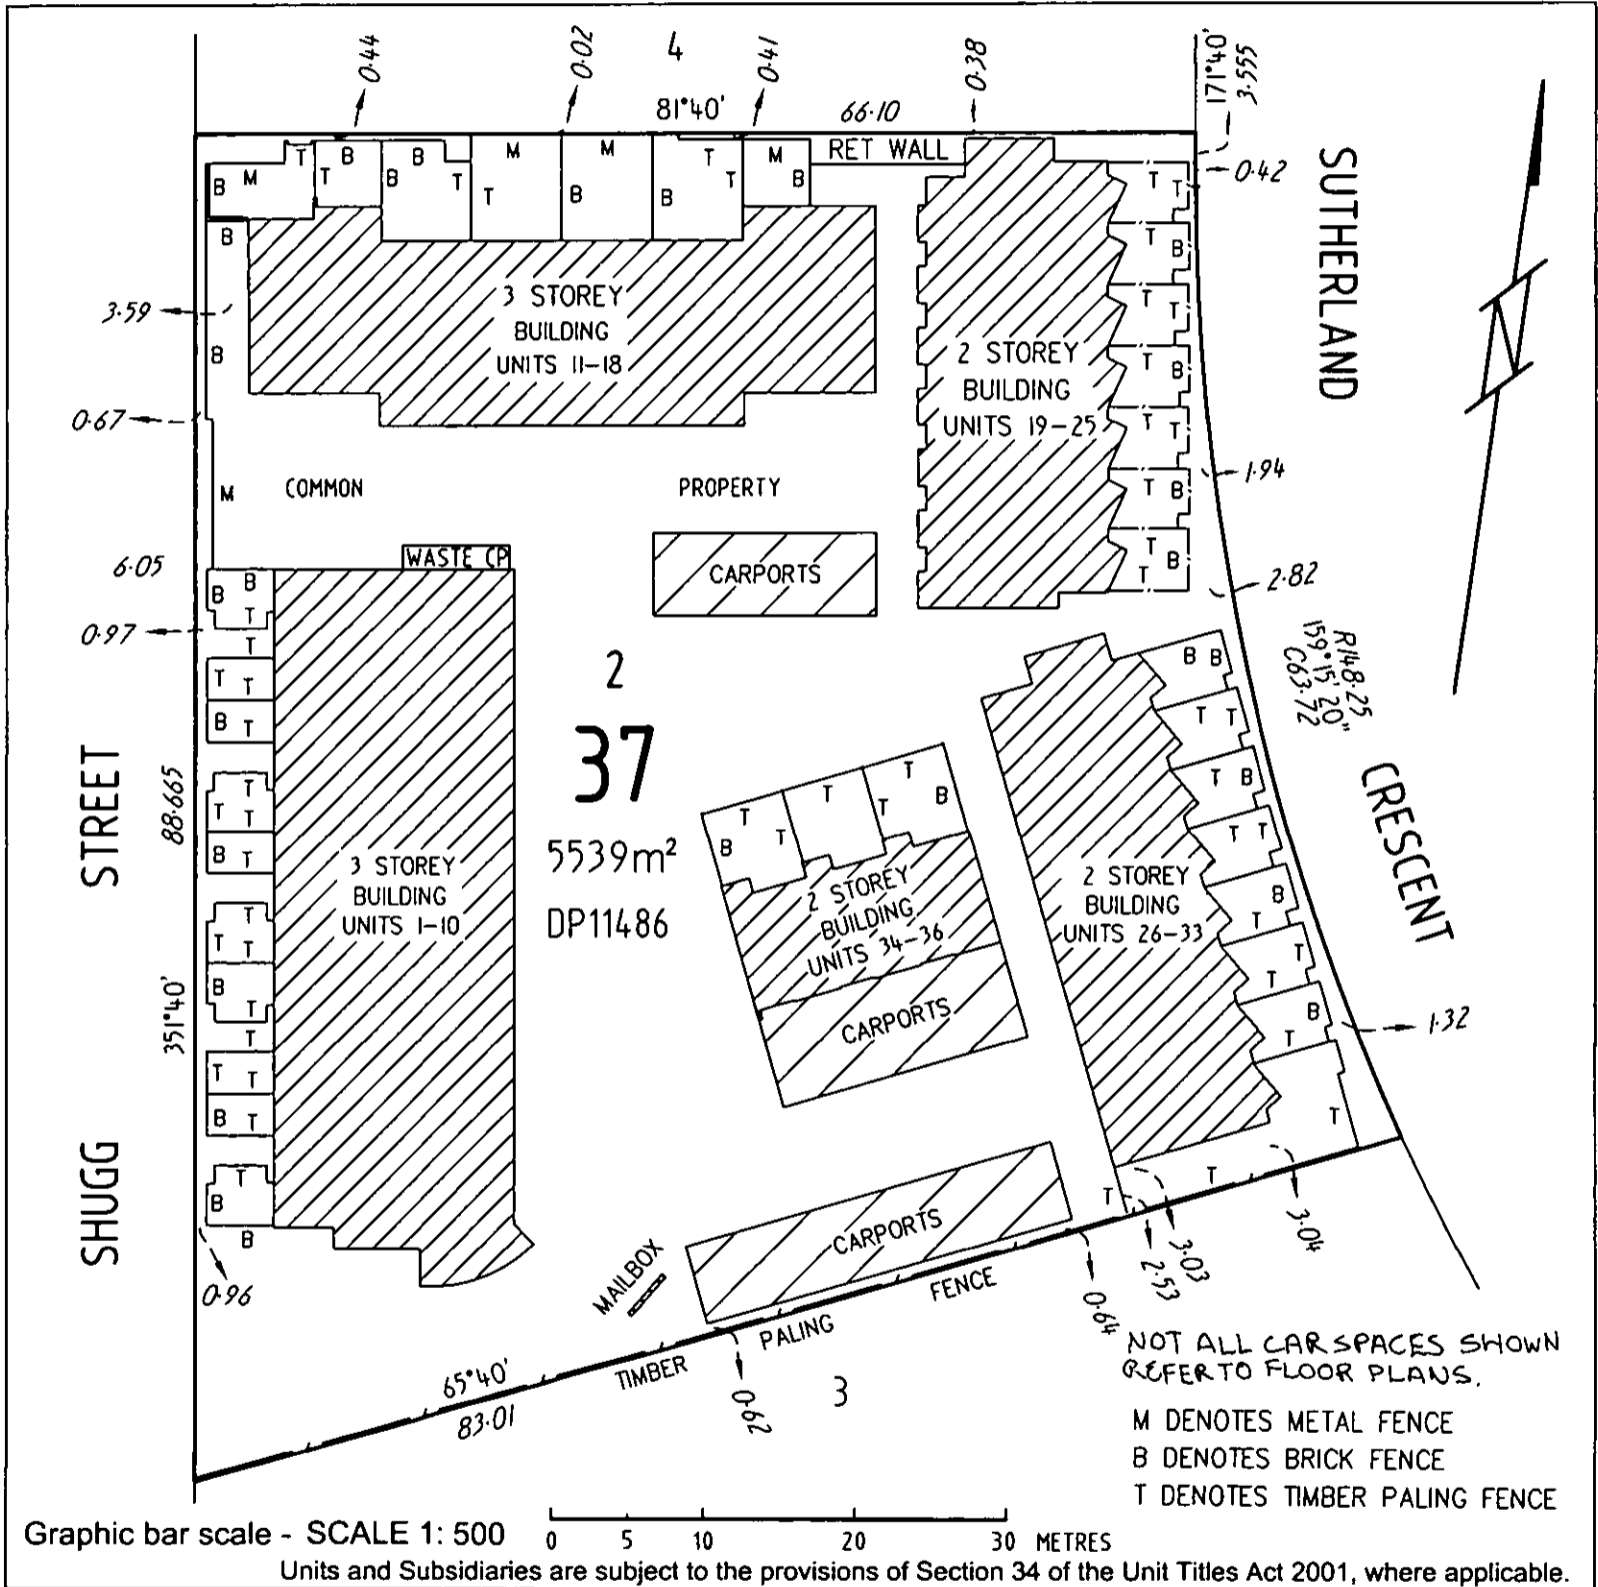 0·44
0·02
4
0·41
0·38
171°40'
3·555
81°40'
66·10
RET WALL
T
B
B
M
M
T
M
B
M
T
B
T
T
B
T
B
B
0·42
T
T
B
3 STOREY
BUILDING
UNITS 11–18
3·59
B
0·67
2 STOREY
BUILDING
UNITS 19–25
T
B
T
T
T
B
T
T
T
B
T
B
T
SUTHERLAND
N
1·94
M
COMMON
PROPERTY
WASTE CP
CARPORTS
6·05
0·97
2·82
R148·25
159°15'20"
C63·72
B
B
T
T
T
T
B
T
2
37
5539m²
DP11486
STREET
88·665
T
T
T
B
T
3 STOREY
BUILDING
UNITS 1–10
T
T
T
B
T
351°40'
T
T
T
B
T
T
B
B
SHUGG
0·96
T
B
T
T
T
T
B
2 STOREY
BUILDING
UNITS 34–36
CARPORTS
B
B
T
T
T
B
T
T
B
T
T
T
B
T
T
2 STOREY
BUILDING
UNITS 26–33
CRESCENT
1·32
T
T
3·04
3·03
2·53
0·64
CARPORTS
MAILBOX
TIMBER
PALING
FENCE
65°40'
83·01
0·62
3
NOT ALL CAR SPACES SHOWN
REFER TO FLOOR PLANS.
M DENOTES METAL FENCE
B DENOTES BRICK FENCE
T DENOTES TIMBER PALING FENCE
Graphic bar scale - SCALE 1: 500
0 5 10 20 30 METRES
Units and Subsidiaries are subject to the provisions of Section 34 of the Unit Titles Act 2001, where applicable.